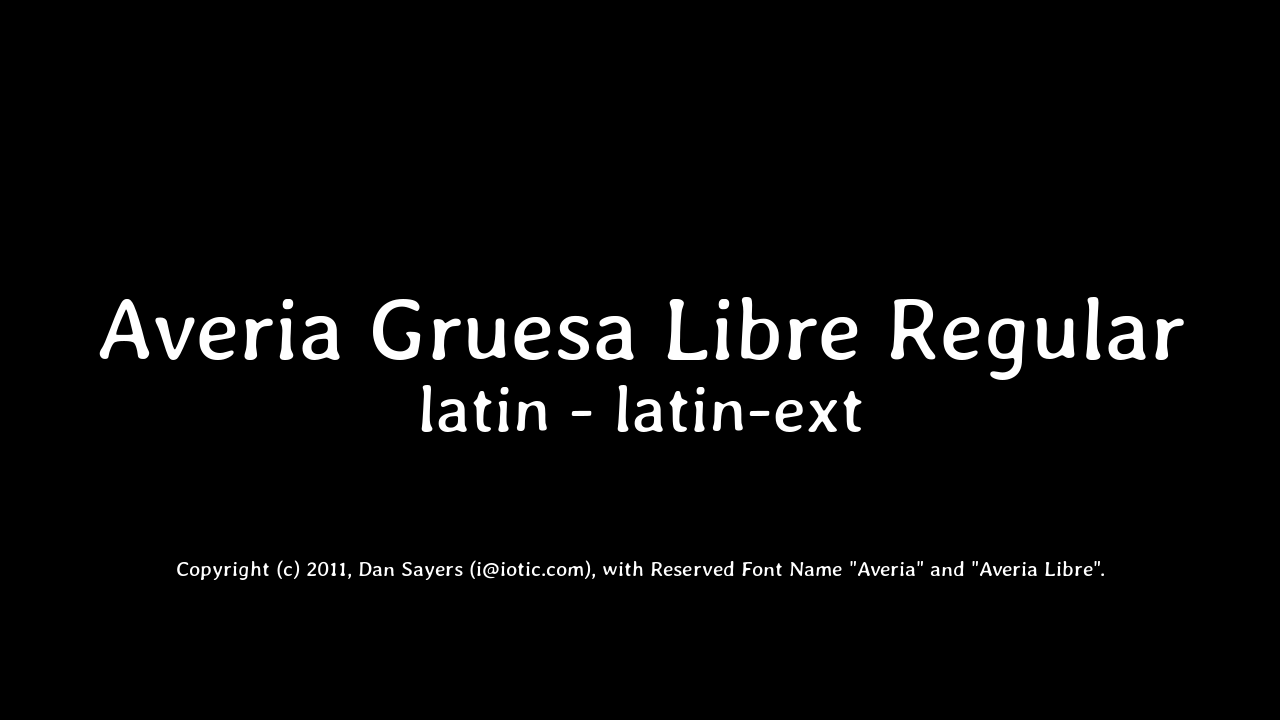 Averia Gruesa Libre Regular
latin - latin-ext
Copyright (c) 2011, Dan Sayers (i@iotic.com), with Reserved Font Name "Averia" and "Averia Libre".